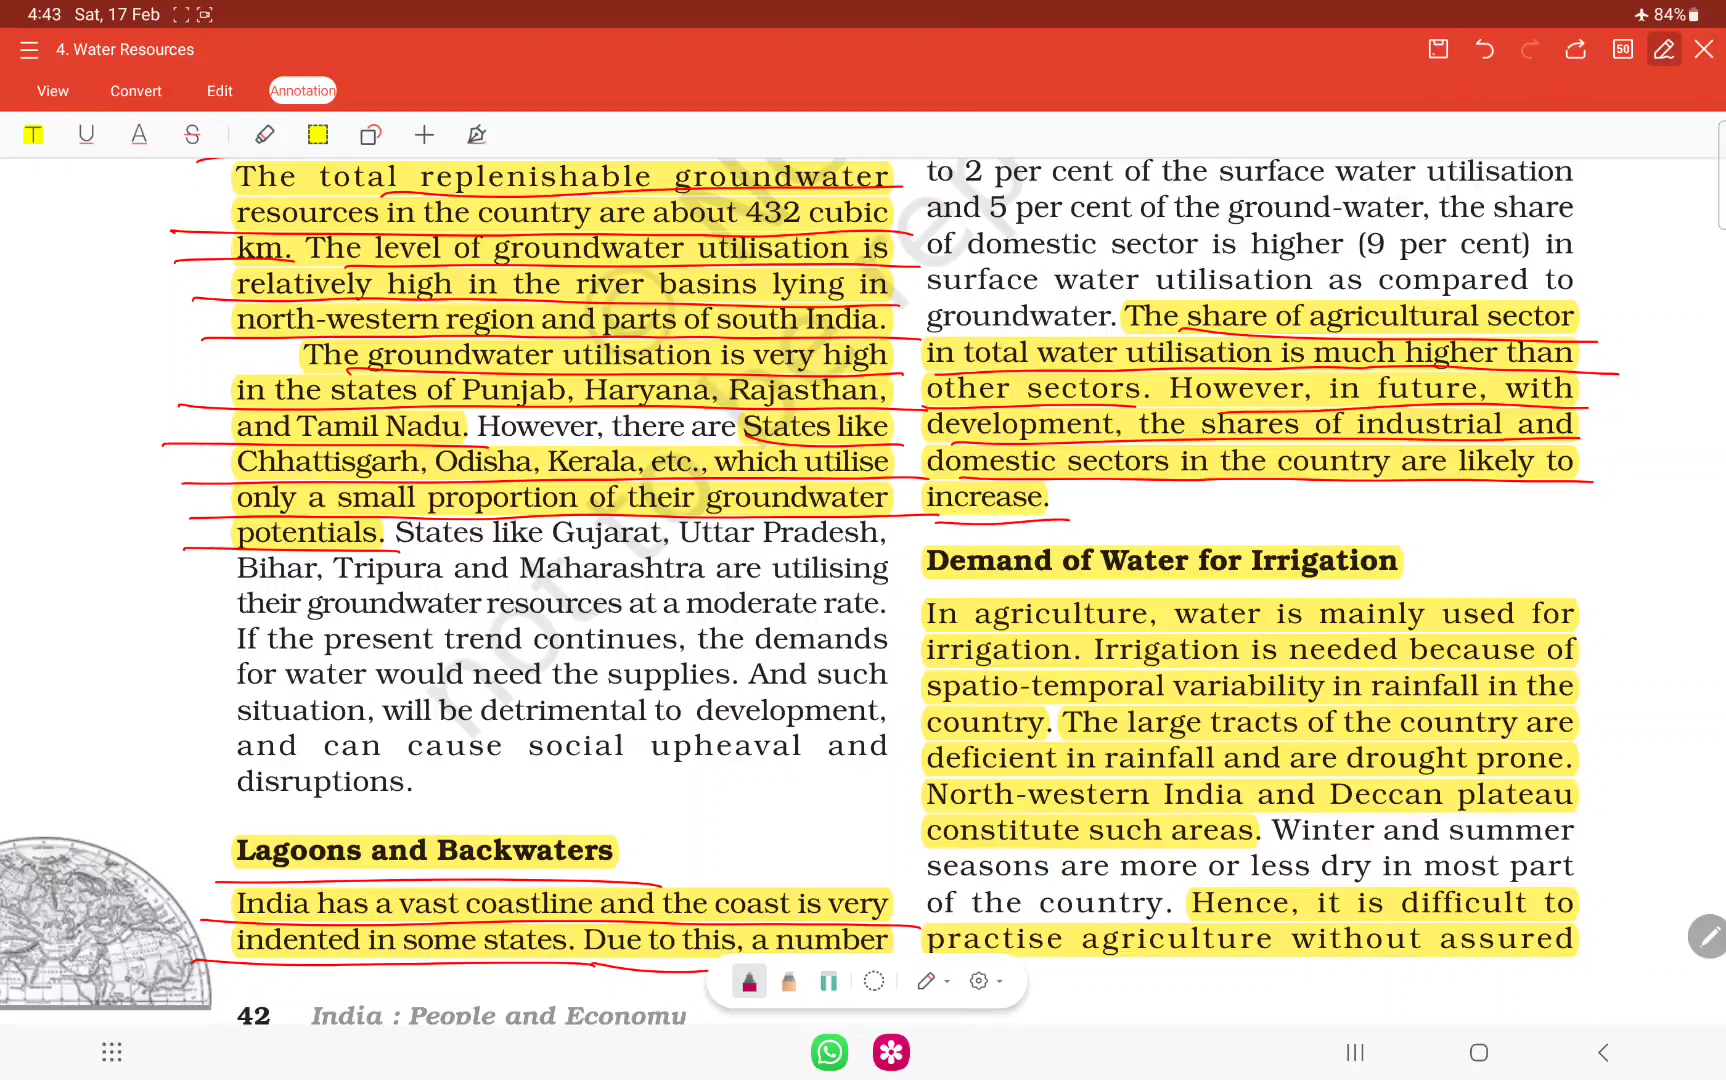 4:43 Sat, 17 Feb
84%
4. Water Resources
50
View Convert Edit Annotation
The total replenishable groundwater
resources in the country are about 432 cubic
km. The level of groundwater utilisation is
relatively high in the river basins lying in
north-western region and parts of south India.
The groundwater utilisation is very high
in the states of Punjab, Haryana, Rajasthan,
and Tamil Nadu. However, there are States like
Chhattisgarh, Odisha, Kerala, etc., which utilise
only a small proportion of their groundwater
potentials. States like Gujarat, Uttar Pradesh,
Bihar, Tripura and Maharashtra are utilising
their groundwater resources at a moderate rate.
If the present trend continues, the demands
for water would need the supplies. And such
situation, will be detrimental to development,
and can cause social upheaval and
disruptions.
Lagoons and Backwaters
India has a vast coastline and the coast is very
indented in some states. Due to this, a number
42 India : People and Economy
to 2 per cent of the surface water utilisation
and 5 per cent of the ground-water, the share
of domestic sector is higher (9 per cent) in
surface water utilisation as compared to
groundwater. The share of agricultural sector
in total water utilisation is much higher than
other sectors. However, in future, with
development, the shares of industrial and
domestic sectors in the country are likely to
increase.
Demand of Water for Irrigation
In agriculture, water is mainly used for
irrigation. Irrigation is needed because of
spatio-temporal variability in rainfall in the
country. The large tracts of the country are
deficient in rainfall and are drought prone.
North-western India and Deccan plateau
constitute such areas. Winter and summer
seasons are more or less dry in most part
of the country. Hence, it is difficult to
practise agriculture without assured
not to be rep